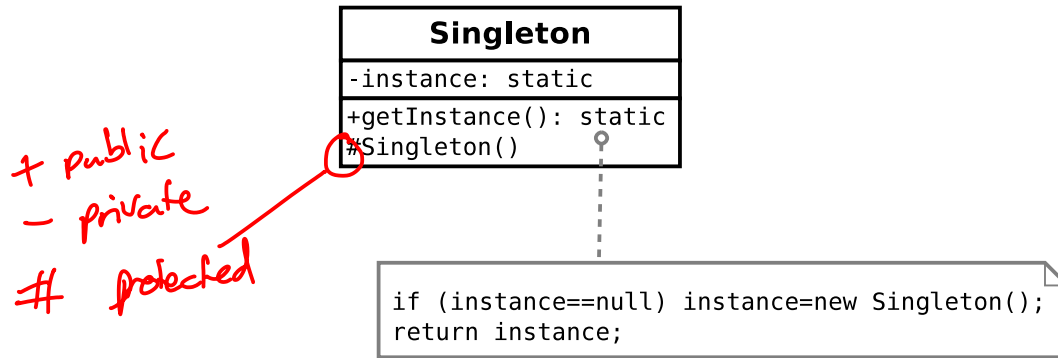 Singleton
-instance: static
+getInstance(): static
#Singleton()
+ public
- private
# protected
if (instance==null) instance=new Singleton();
return instance;